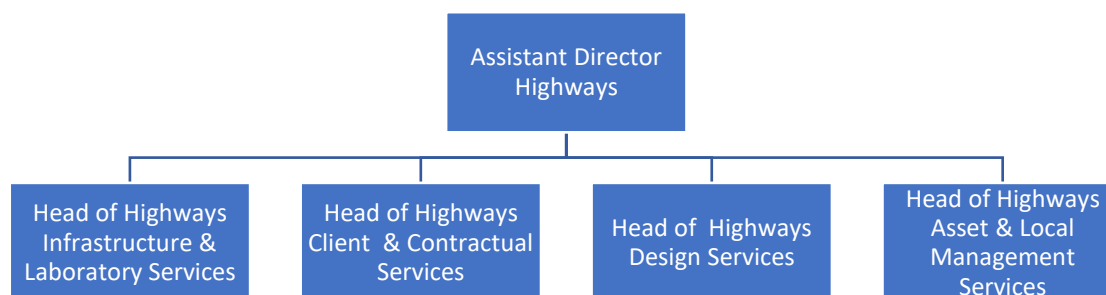 Assistant Director
Highways
Head of Highways
Infrastructure &
Laboratory Services
Head of Highways
Client & Contractual
Services
Head of Highways
Design Services
Head of Highways
Asset & Local
Management
Services